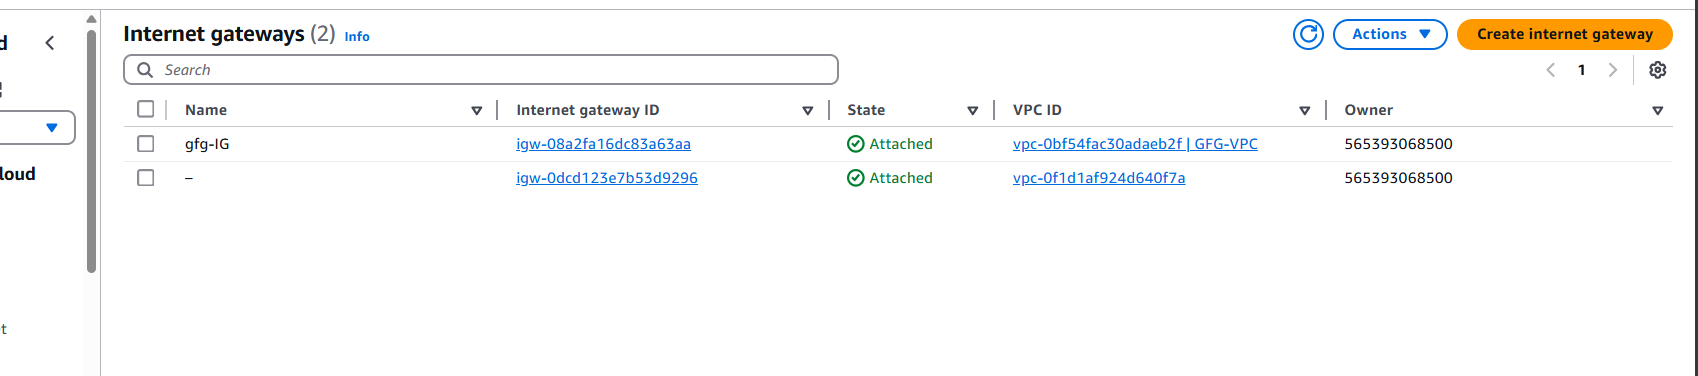 d
Internet gateways (2) Info
Actions
Create internet gateway
Search
1
Name
Internet gateway ID
State
VPC ID
Owner
gfg-IG
igw-08a2fa16dc83a63aa
Attached
vpc-0bf54fac30adaeb2f | GFG-VPC
565393068500
–
igw-0dcd123e7b53d9296
Attached
vpc-0f1d1af924d640f7a
565393068500
loud
t